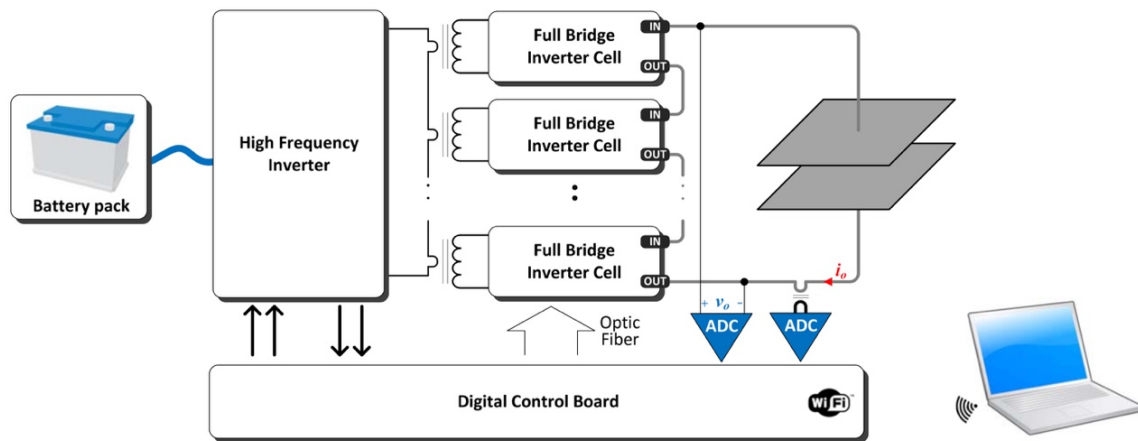 Battery pack
High Frequency
Inverter
Full Bridge
Inverter Cell
IN
OUT
Full Bridge
Inverter Cell
IN
OUT
Full Bridge
Inverter Cell
IN
OUT
Optic
Fiber
+ vo -
io
ADC
ADC
Digital Control Board
WiFi™